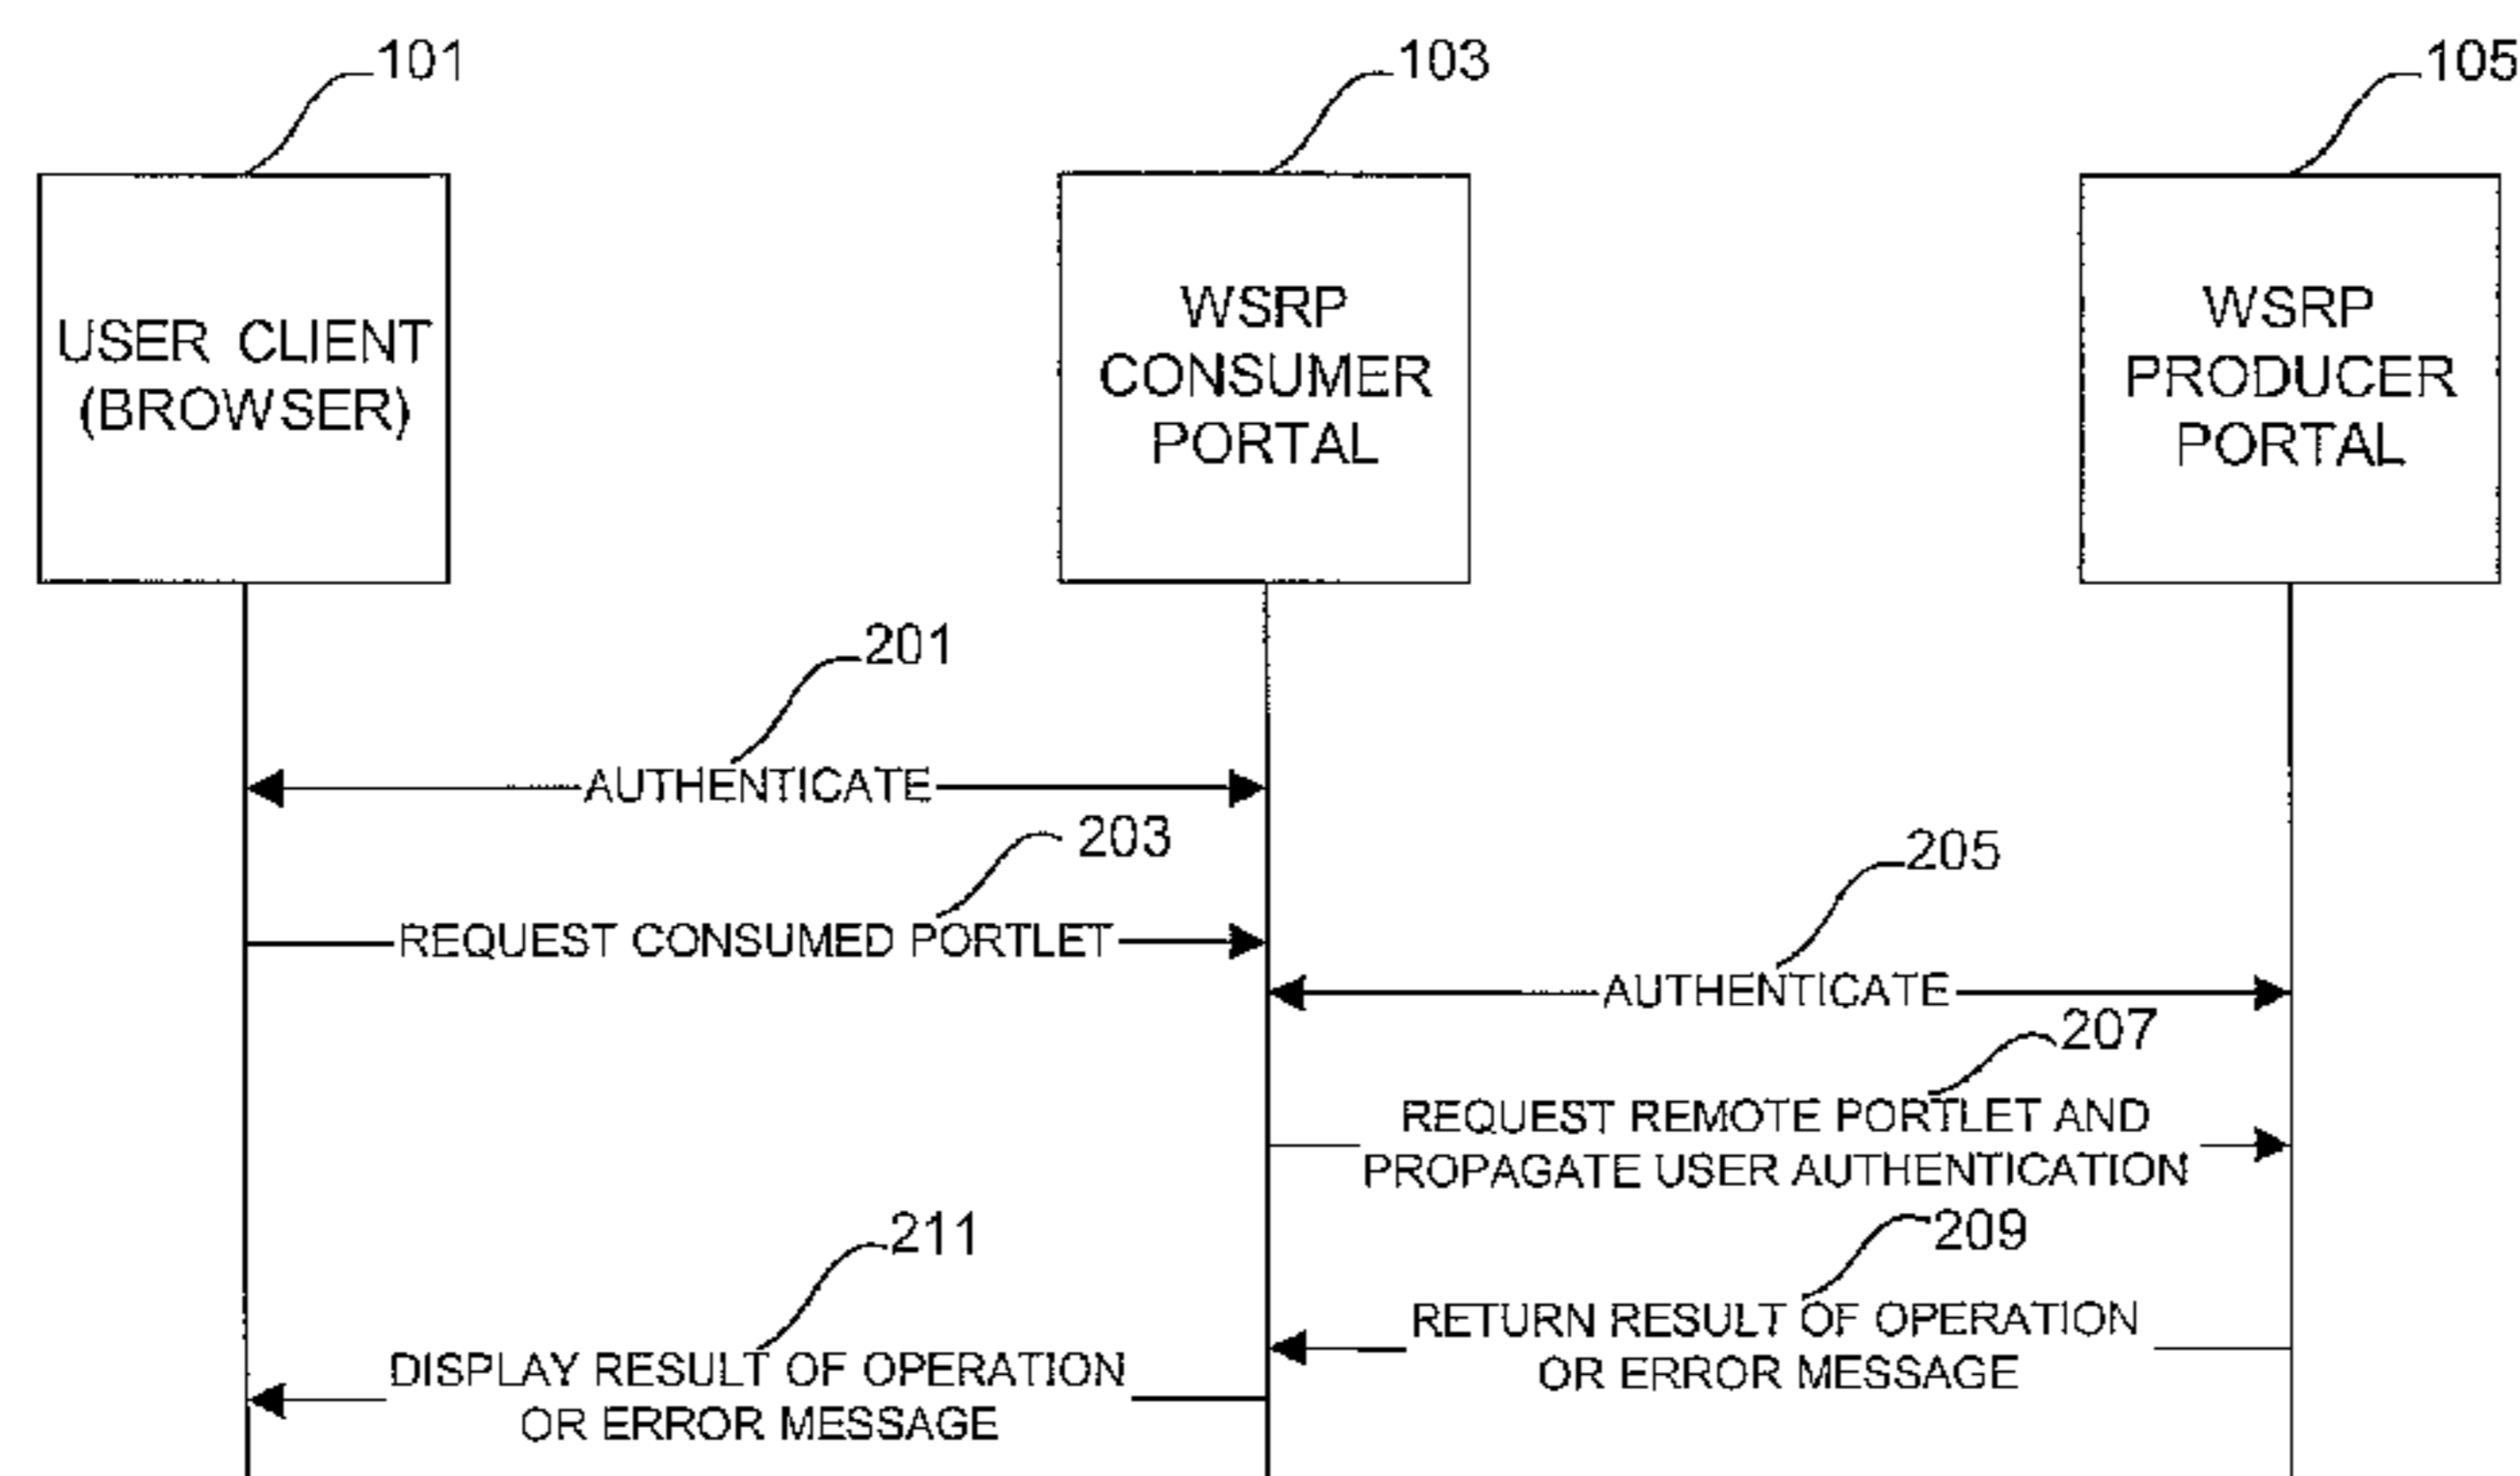 101
103
105
USER CLIENT
(BROWSER)
WSRP
CONSUMER
PORTAL
WSRP
PRODUCER
PORTAL
201
AUTHENTICATE
203
REQUEST CONSUMED PORTLET
205
AUTHENTICATE
207
REQUEST REMOTE PORTLET AND
PROPAGATE USER AUTHENTICATION
209
RETURN RESULT OF OPERATION
OR ERROR MESSAGE
211
DISPLAY RESULT OF OPERATION
OR ERROR MESSAGE